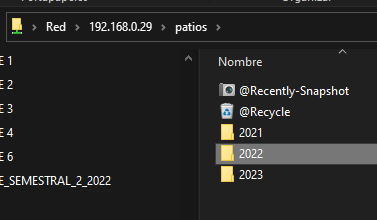 Red > 192.168.0.29 > patios >
E 1
E 2
E 3
E 4
E 6
E_SEMESTRAL_2_2022
Nombre
@Recently-Snapshot
@Recycle
2021
2022
2023